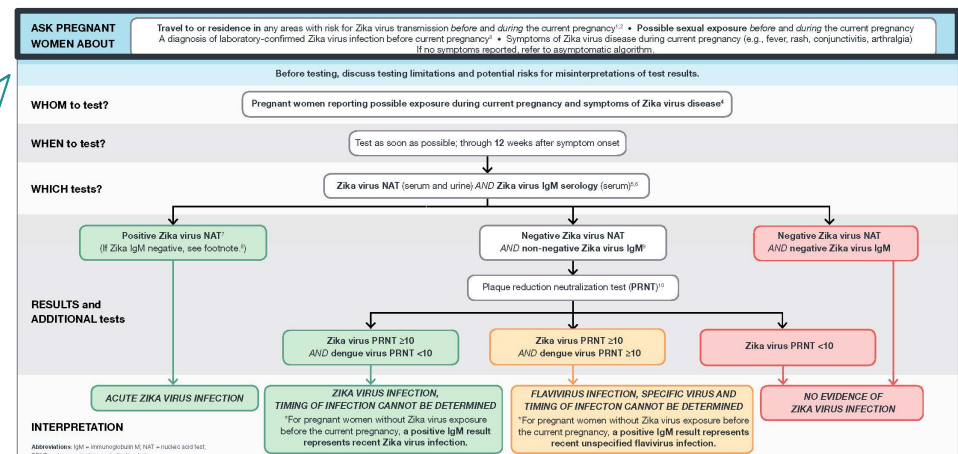 ASK PREGNANT
WOMEN ABOUT
Travel to or residence in any areas with risk for Zika virus transmission before and during the current pregnancy¹,² • Possible sexual exposure before and during the current pregnancy
A diagnosis of laboratory-confirmed Zika virus infection before current pregnancy³ • Symptoms of Zika virus disease during current pregnancy (e.g., fever, rash, conjunctivitis, arthralgia)
If no symptoms reported, refer to asymptomatic algorithm.
Before testing, discuss testing limitations and potential risks for misinterpretations of test results.
WHOM to test?
Pregnant women reporting possible exposure during current pregnancy and symptoms of Zika virus disease⁴
WHEN to test?
Test as soon as possible; through 12 weeks after symptom onset
WHICH tests?
Zika virus NAT (serum and urine) AND Zika virus IgM serology (serum)⁵,⁶
Positive Zika virus NAT⁷
(If Zika IgM negative, see footnote.⁸)
Negative Zika virus NAT
AND non-negative Zika virus IgM⁹
Negative Zika virus NAT
AND negative Zika virus IgM
Plaque reduction neutralization test (PRNT)¹⁰
RESULTS and
ADDITIONAL tests
Zika virus PRNT ≥10
AND dengue virus PRNT <10
Zika virus PRNT ≥10
AND dengue virus PRNT ≥10
Zika virus PRNT <10
INTERPRETATION
ACUTE ZIKA VIRUS INFECTION
ZIKA VIRUS INFECTION,
TIMING OF INFECTION CANNOT BE DETERMINED
*For pregnant women without Zika virus exposure
before the current pregnancy, a positive IgM result
represents recent Zika virus infection.
FLAVIVIRUS INFECTION, SPECIFIC VIRUS AND
TIMING OF INFECTON CANNOT BE DETERMINED
*For pregnant women without Zika virus exposure before
the current pregnancy, a positive IgM result represents
recent unspecified flavivirus infection.
NO EVIDENCE OF
ZIKA VIRUS INFECTION
Abbreviations: IgM = immunoglobulin M; NAT = nucleic acid test;